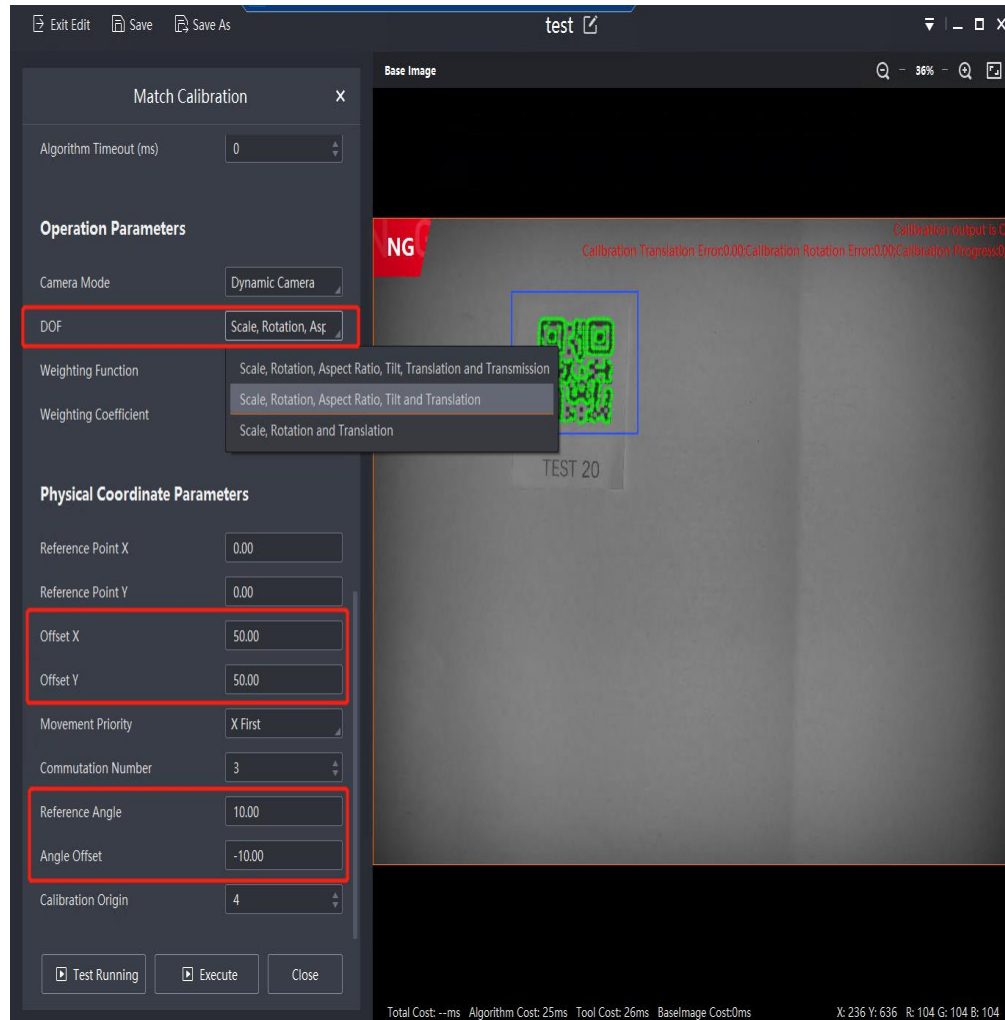 Exit Edit Save Save As test
Match Calibration ×
Base Image 36%
Algorithm Timeout (ms) 0
Operation Parameters
Camera Mode Dynamic Camera
DOF Scale, Rotation, Asp
Weighting Function
Weighting Coefficient
Scale, Rotation, Aspect Ratio, Tilt, Translation and Transmission
Scale, Rotation, Aspect Ratio, Tilt and Translation
Scale, Rotation and Translation
Physical Coordinate Parameters
Reference Point X 0.00
Reference Point Y 0.00
Offset X 50.00
Offset Y 50.00
Movement Priority X First
Commutation Number 3
Reference Angle 10.00
Angle Offset -10.00
Calibration Origin 4
Test Running Execute Close
NG
Calibration output is
Calibration Translation Error:0.00;Calibration Rotation Error:0.00;Calibration Progress:0
TEST 20
Total Cost: --ms Algorithm Cost: 25ms Tool Cost: 26ms BaseImage Cost:0ms X: 236 Y: 636 R: 104 G: 104 B: 104